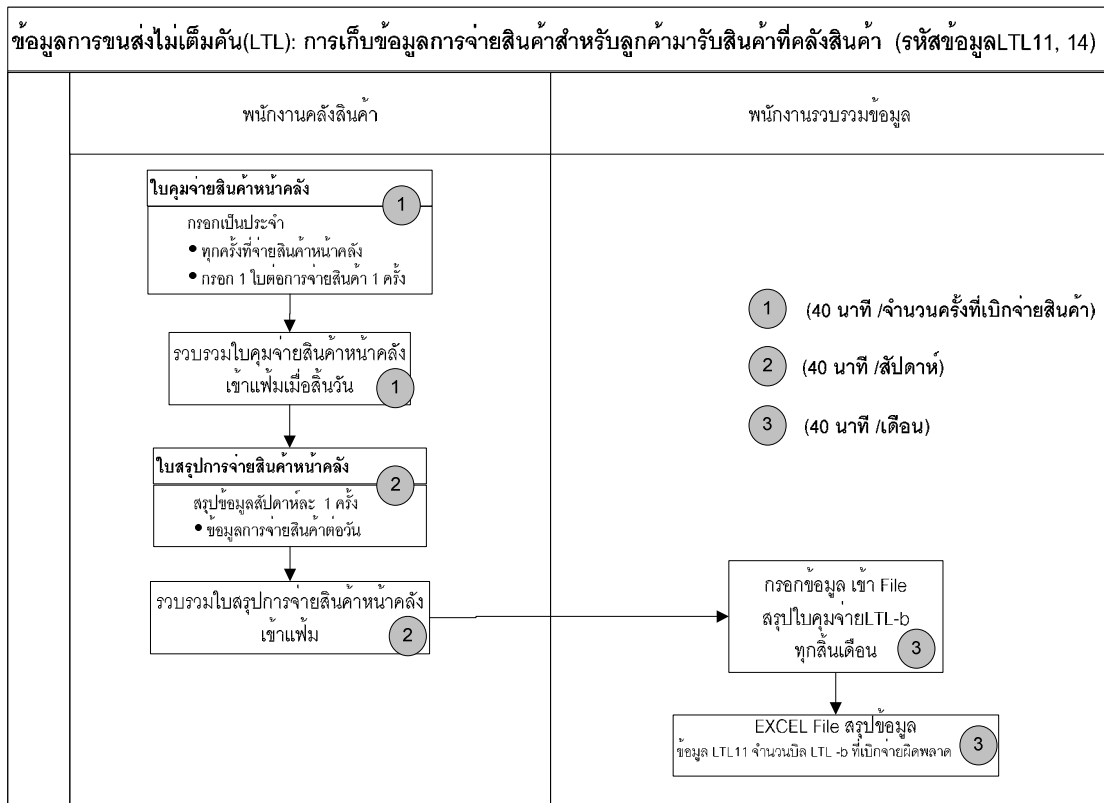 ข้อมูลการขนส่งไม่เต็มคัน(LTL): การเก็บข้อมูลการจ่ายสินค้าสำหรับลูกค้ามารับสินค้าที่คลังสินค้า (รหัสข้อมูลLTL11, 14)
พนักงานคลังสินค้า
พนักงานรวบรวมข้อมูล
ใบคุมจ่ายสินค้าหน้าคลัง
1
กรอกเป็นประจำ
• ทุกครั้งที่จ่ายสินค้าหน้าคลัง
• กรอก 1 ใบต่อการจ่ายสินค้า 1 ครั้ง
รวบรวมใบคุมจ่ายสินค้าหน้าคลัง
เข้าแฟ้มเมื่อสิ้นวัน
1
ใบสรุปการจ่ายสินค้าหน้าคลัง
2
สรุปข้อมูลสัปดาห์ละ 1 ครั้ง
• ข้อมูลการจ่ายสินค้าต่อวัน
รวบรวมใบสรุปการจ่ายสินค้าหน้าคลัง
เข้าแฟ้ม
2
1 (40 นาที /จำนวนครั้งที่เบิกจ่ายสินค้า)
2 (40 นาที /สัปดาห์)
3 (40 นาที /เดือน)
กรอกข้อมูล เข้า File
สรุปใบคุมจ่ายLTL-b
ทุกสิ้นเดือน
3
EXCEL File สรุปข้อมูล
ข้อมูล LTL11 จำนวนบิล LTL -b ที่เบิกจ่ายผิดพลาด
3